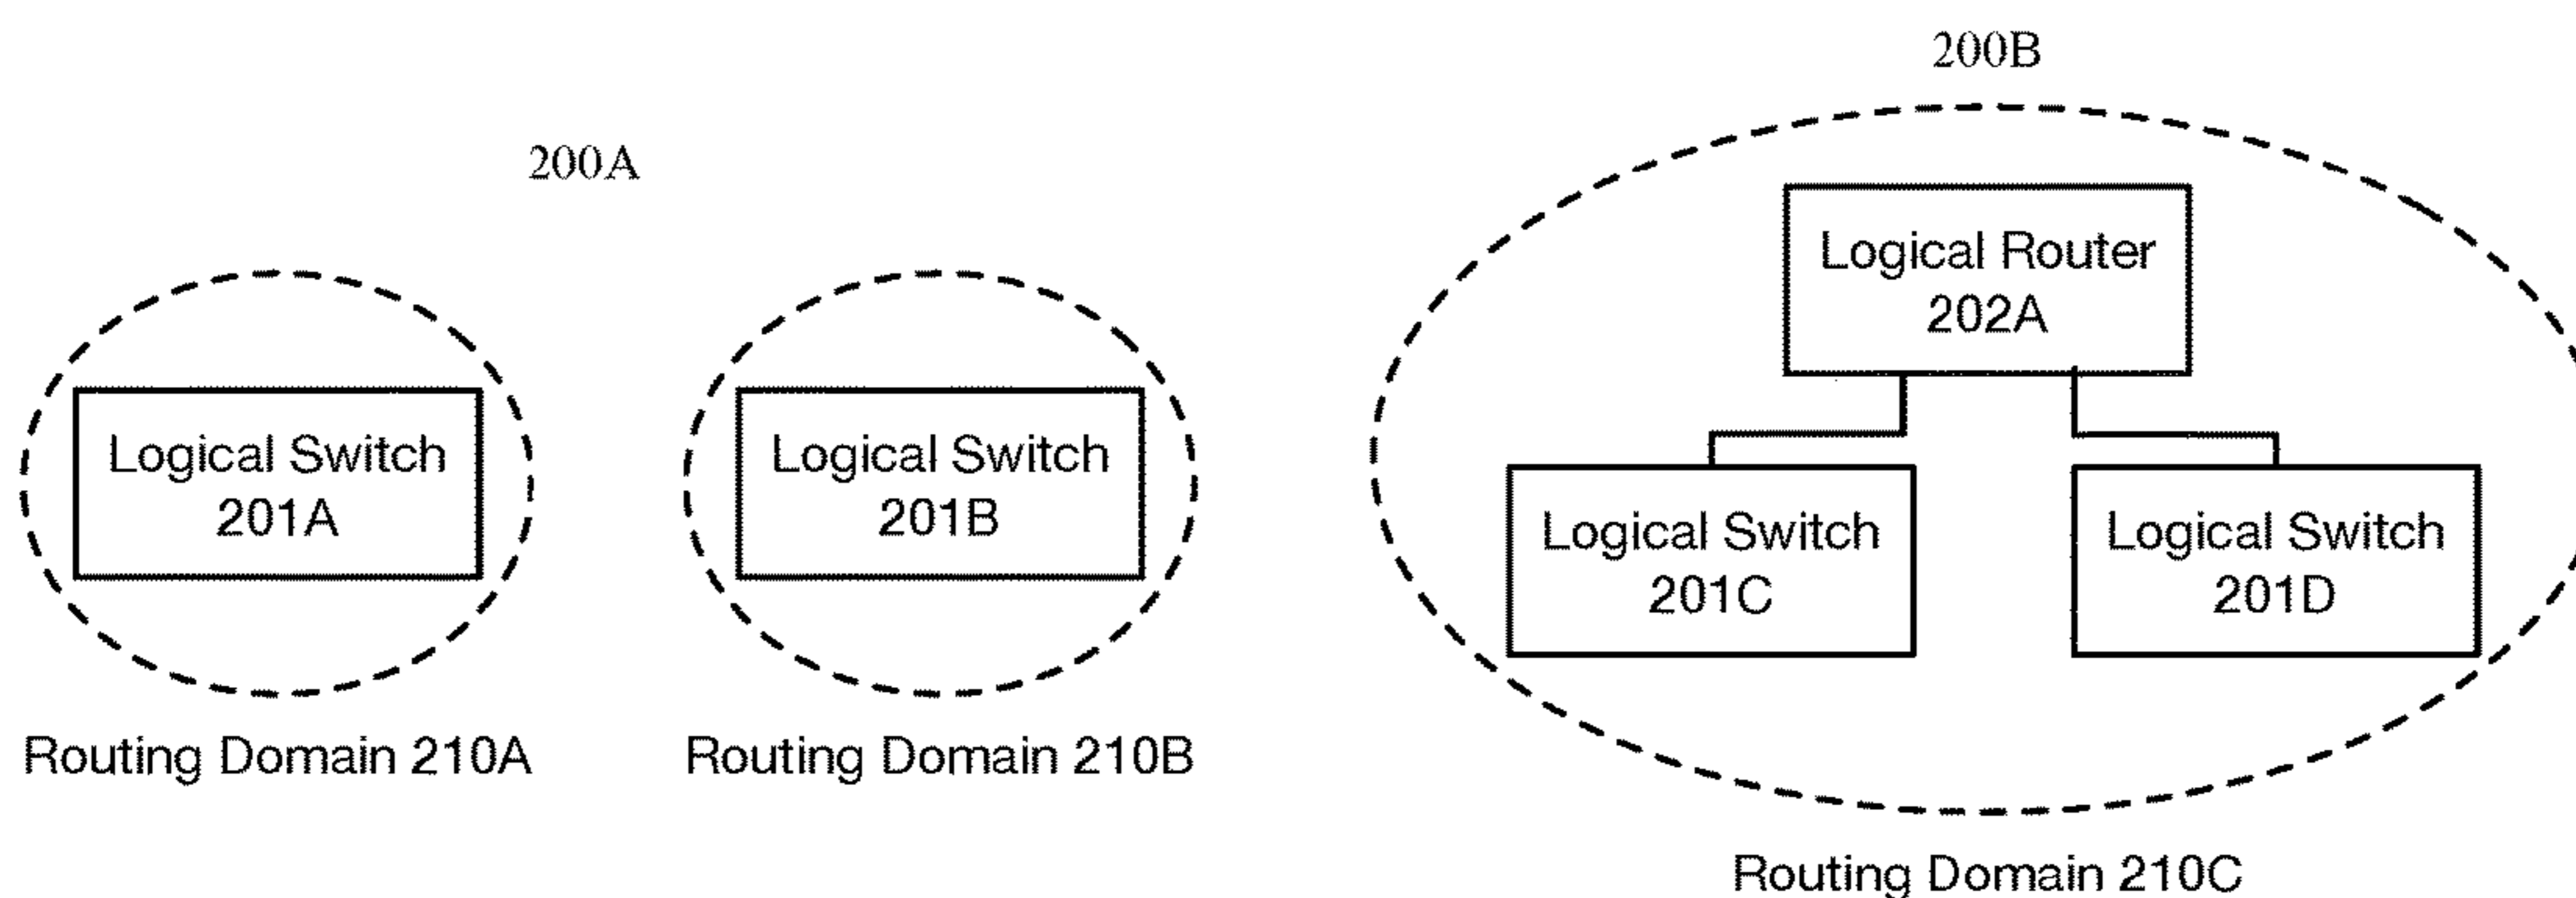 200A
Logical Switch
201A
Routing Domain 210A
Logical Switch
201B
Routing Domain 210B
200B
Logical Router
202A
Logical Switch
201C
Logical Switch
201D
Routing Domain 210C